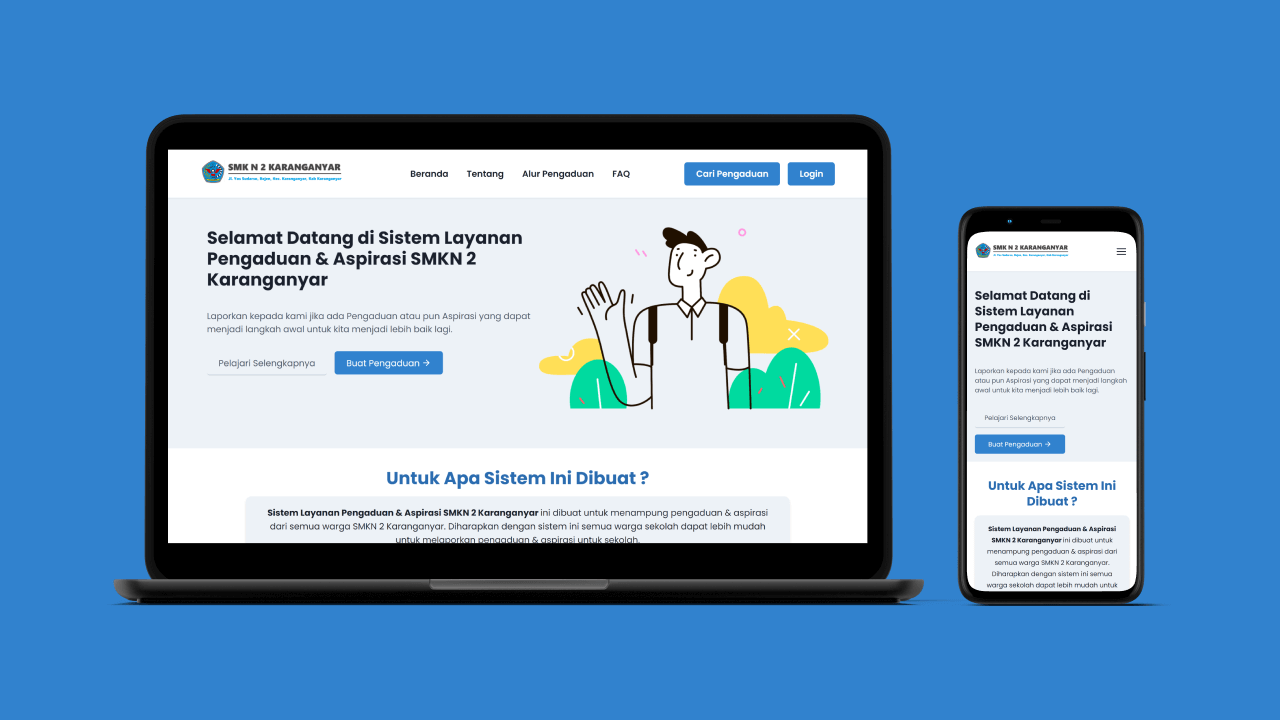 SMK N 2 KARANGANYAR
Jl. Yos Sudarso, Bejen, Kec. Karanganyar, Kab Karanganyar
Beranda Tentang Alur Pengaduan FAQ Cari Pengaduan Login
Selamat Datang di Sistem Layanan
Pengaduan & Aspirasi SMKN 2
Karanganyar
Laporkan kepada kami jika ada Pengaduan atau pun Aspirasi yang dapat
menjadi langkah awal untuk kita menjadi lebih baik lagi.
Pelajari Selengkapnya Buat Pengaduan →
Untuk Apa Sistem Ini Dibuat ?
Sistem Layanan Pengaduan & Aspirasi SMKN 2 Karanganyar ini dibuat untuk menampung pengaduan & aspirasi
dari semua warga SMKN 2 Karanganyar. Diharapkan dengan sistem ini semua warga sekolah dapat lebih mudah
untuk melaporkan pengaduan & aspirasi untuk sekolah.
SMK N 2 KARANGANYAR
Selamat Datang di
Sistem Layanan
Pengaduan & Aspirasi
SMKN 2 Karanganyar
Laporkan kepada kami jika ada Pengaduan
atau pun Aspirasi yang dapat menjadi langkah
awal untuk kita menjadi lebih baik lagi.
Pelajari Selengkapnya
Buat Pengaduan →
Untuk Apa Sistem Ini
Dibuat ?
Sistem Layanan Pengaduan & Aspirasi
SMKN 2 Karanganyar ini dibuat untuk
menampung pengaduan & aspirasi dari
semua warga SMKN 2 Karanganyar.
Diharapkan dengan sistem ini semua
warga sekolah dapat lebih mudah untuk